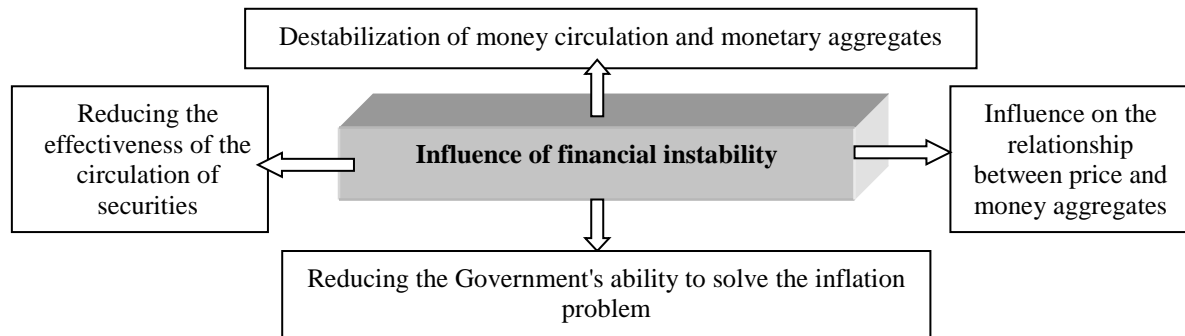 Destabilization of money circulation and monetary aggregates
Reducing the
effectiveness of the
circulation of
securities
Influence of financial instability
Influence on the
relationship
between price and
money aggregates
Reducing the Government's ability to solve the inflation
problem